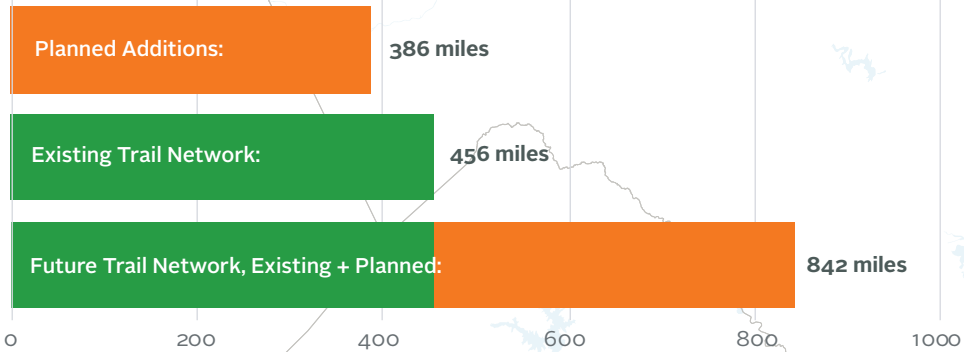 Planned Additions: 386 miles
Existing Trail Network: 456 miles
Future Trail Network, Existing + Planned: 842 miles
0 200 400 600 800 1000